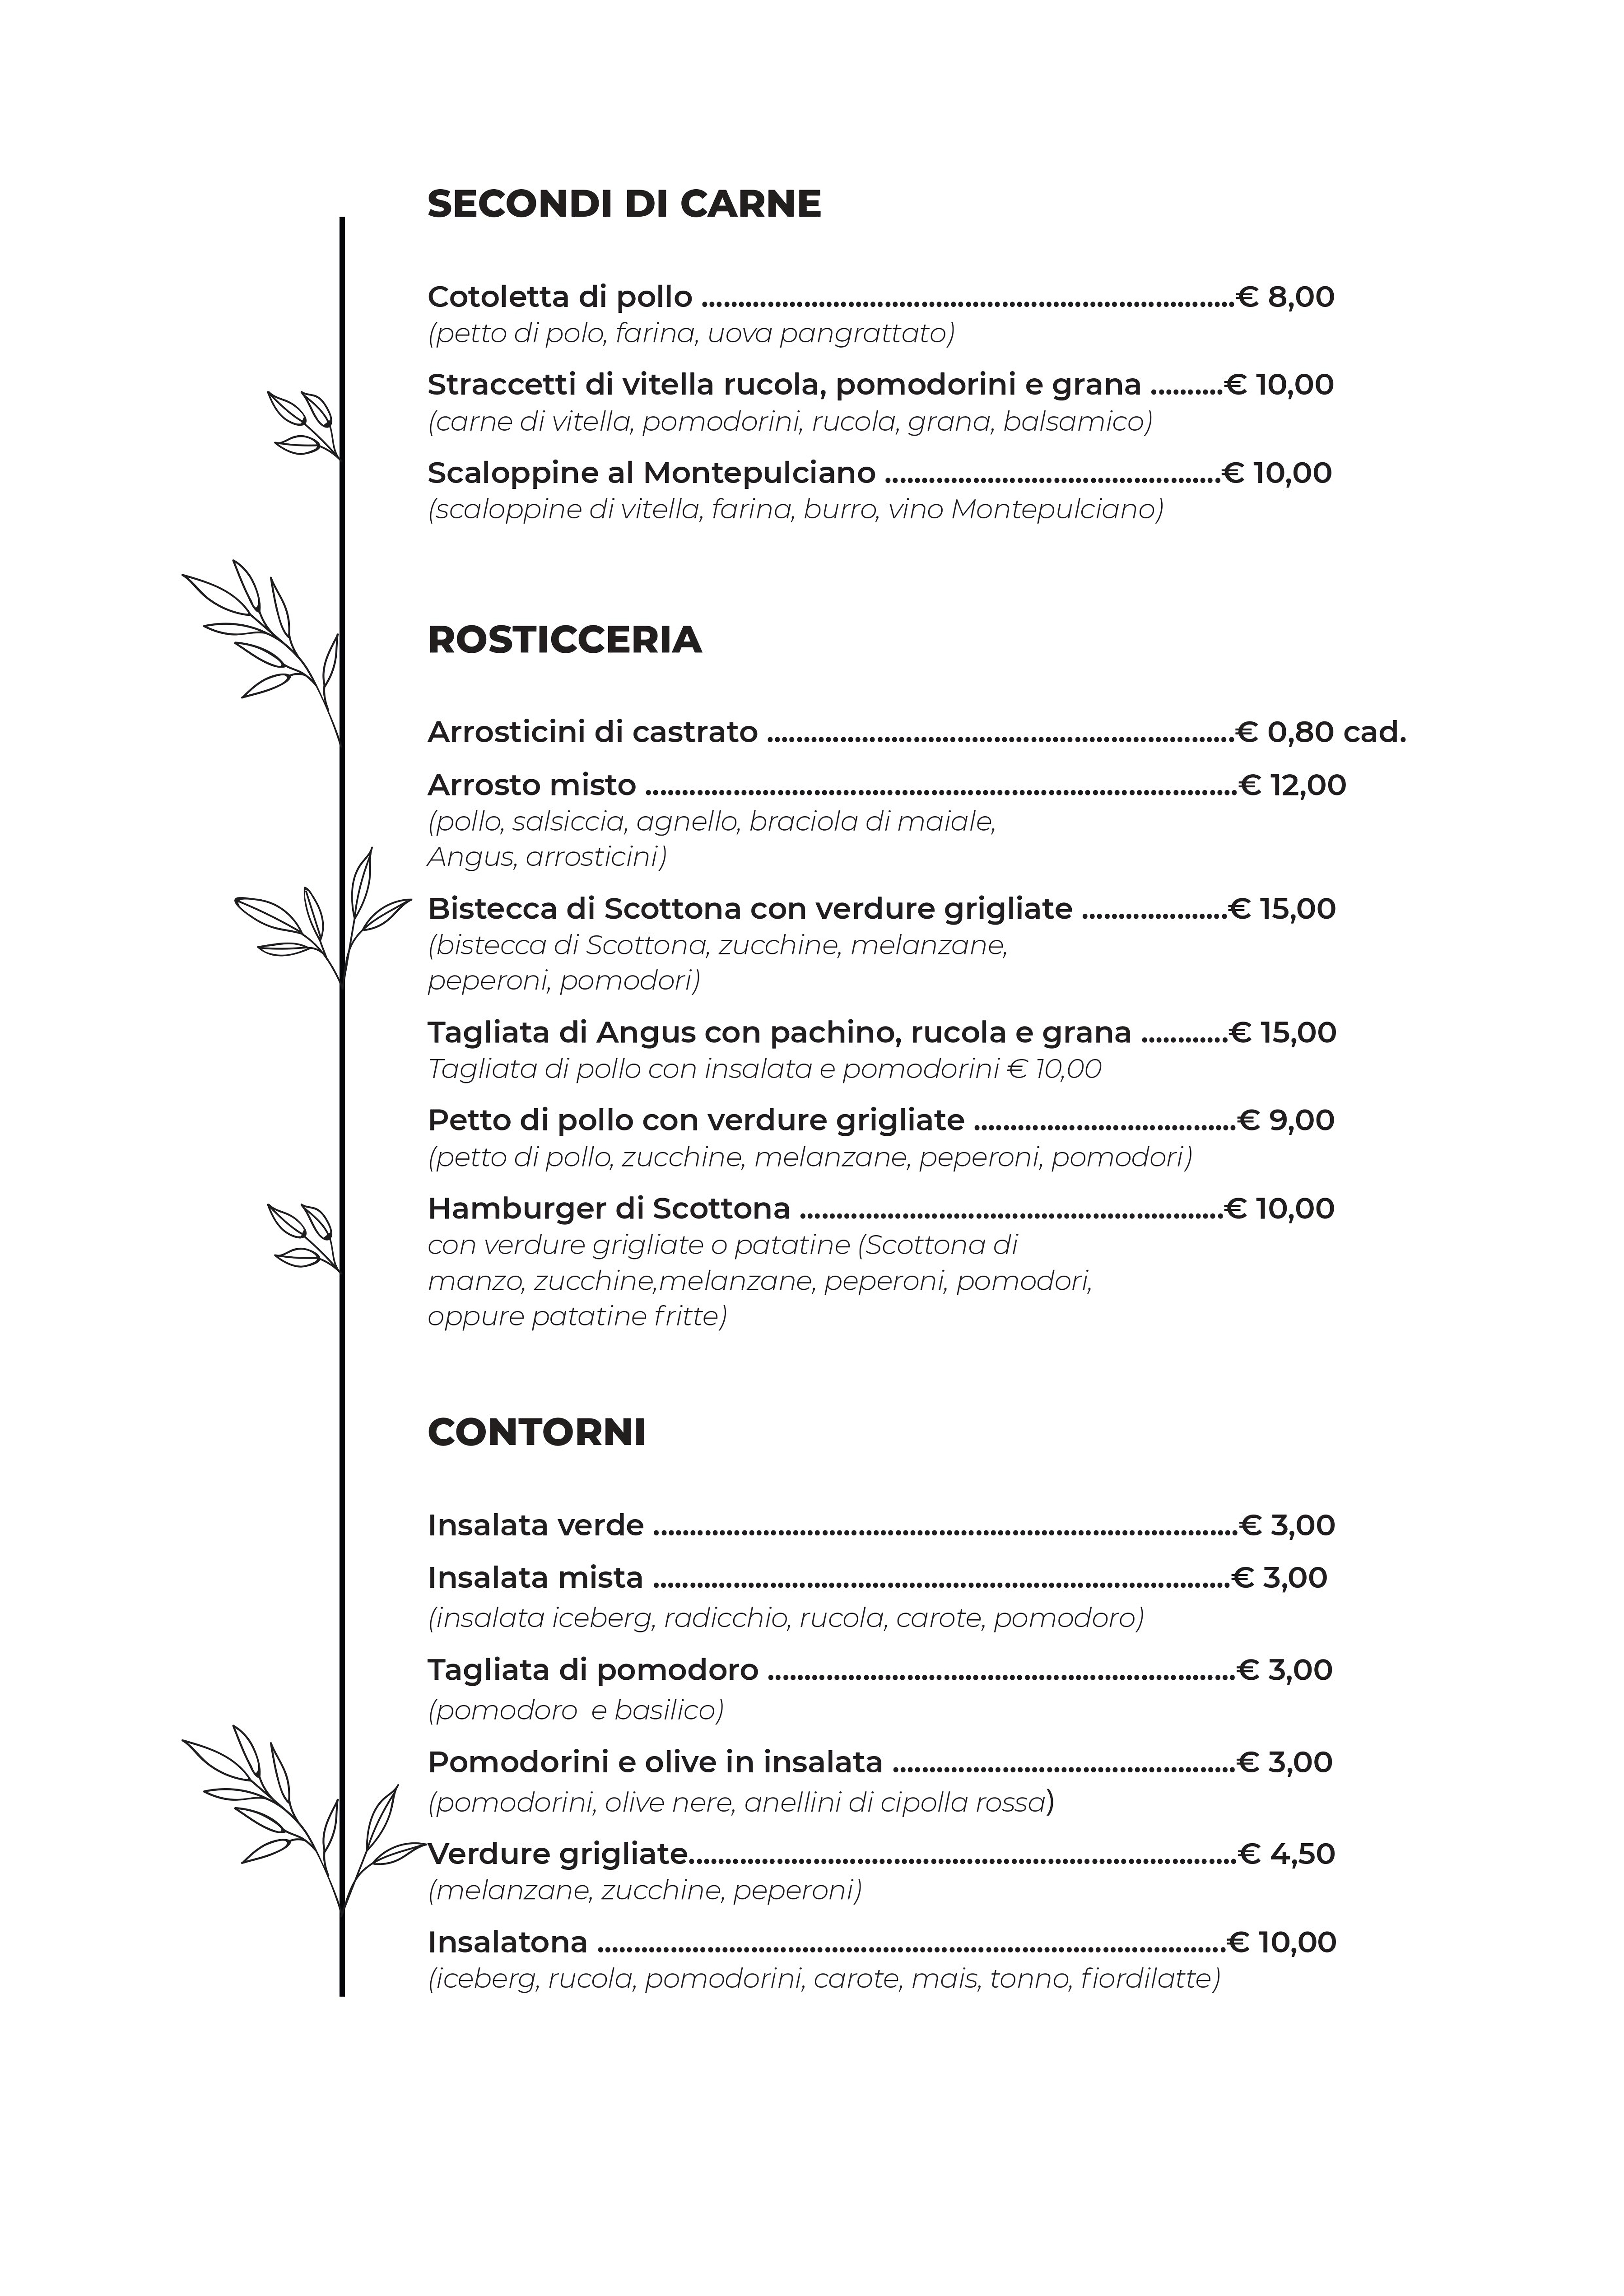 SECONDI DI CARNE
Cotoletta di pollo ..........................................................................€ 8,00
(petto di polo, farina, uova pangrattato)
Straccetti di vitella rucola, pomodorini e grana ..........€ 10,00
(carne di vitella, pomodorini, rucola, grana, balsamico)
Scaloppine al Montepulciano ..............................................€ 10,00
(scaloppine di vitella, farina, burro, vino Montepulciano)
ROSTICCERIA
Arrosticini di castrato .................................................................€ 0,80 cad.
Arrosto misto ..................................................................................€ 12,00
(pollo, salsiccia, agnello, braciola di maiale,
Angus, arrosticini)
Bistecca di Scottona con verdure grigliate ....................€ 15,00
(bistecca di Scottona, zucchine, melanzane,
peperoni, pomodori)
Tagliata di Angus con pachino, rucola e grana ............€ 15,00
Tagliata di pollo con insalata e pomodorini € 10,00
Petto di pollo con verdure grigliate ....................................€ 9,00
(petto di pollo, zucchine, melanzane, peperoni, pomodori)
Hamburger di Scottona ..........................................................€ 10,00
con verdure grigliate o patatine (Scottona di
manzo, zucchine,melanzane, peperoni, pomodori,
oppure patatine fritte)
CONTORNI
Insalata verde .................................................................................€ 3,00
Insalata mista ................................................................................€ 3,00
(insalata iceberg, radicchio, rucola, carote, pomodoro)
Tagliata di pomodoro .................................................................€ 3,00
(pomodoro  e basilico)
Pomodorini e olive in insalata ...............................................€ 3,00
(pomodorini, olive nere, anellini di cipolla rossa)
Verdure grigliate............................................................................€ 4,50
(melanzane, zucchine, peperoni)
Insalatona .......................................................................................€ 10,00
(iceberg, rucola, pomodorini, carote, mais, tonno, fiordilatte)